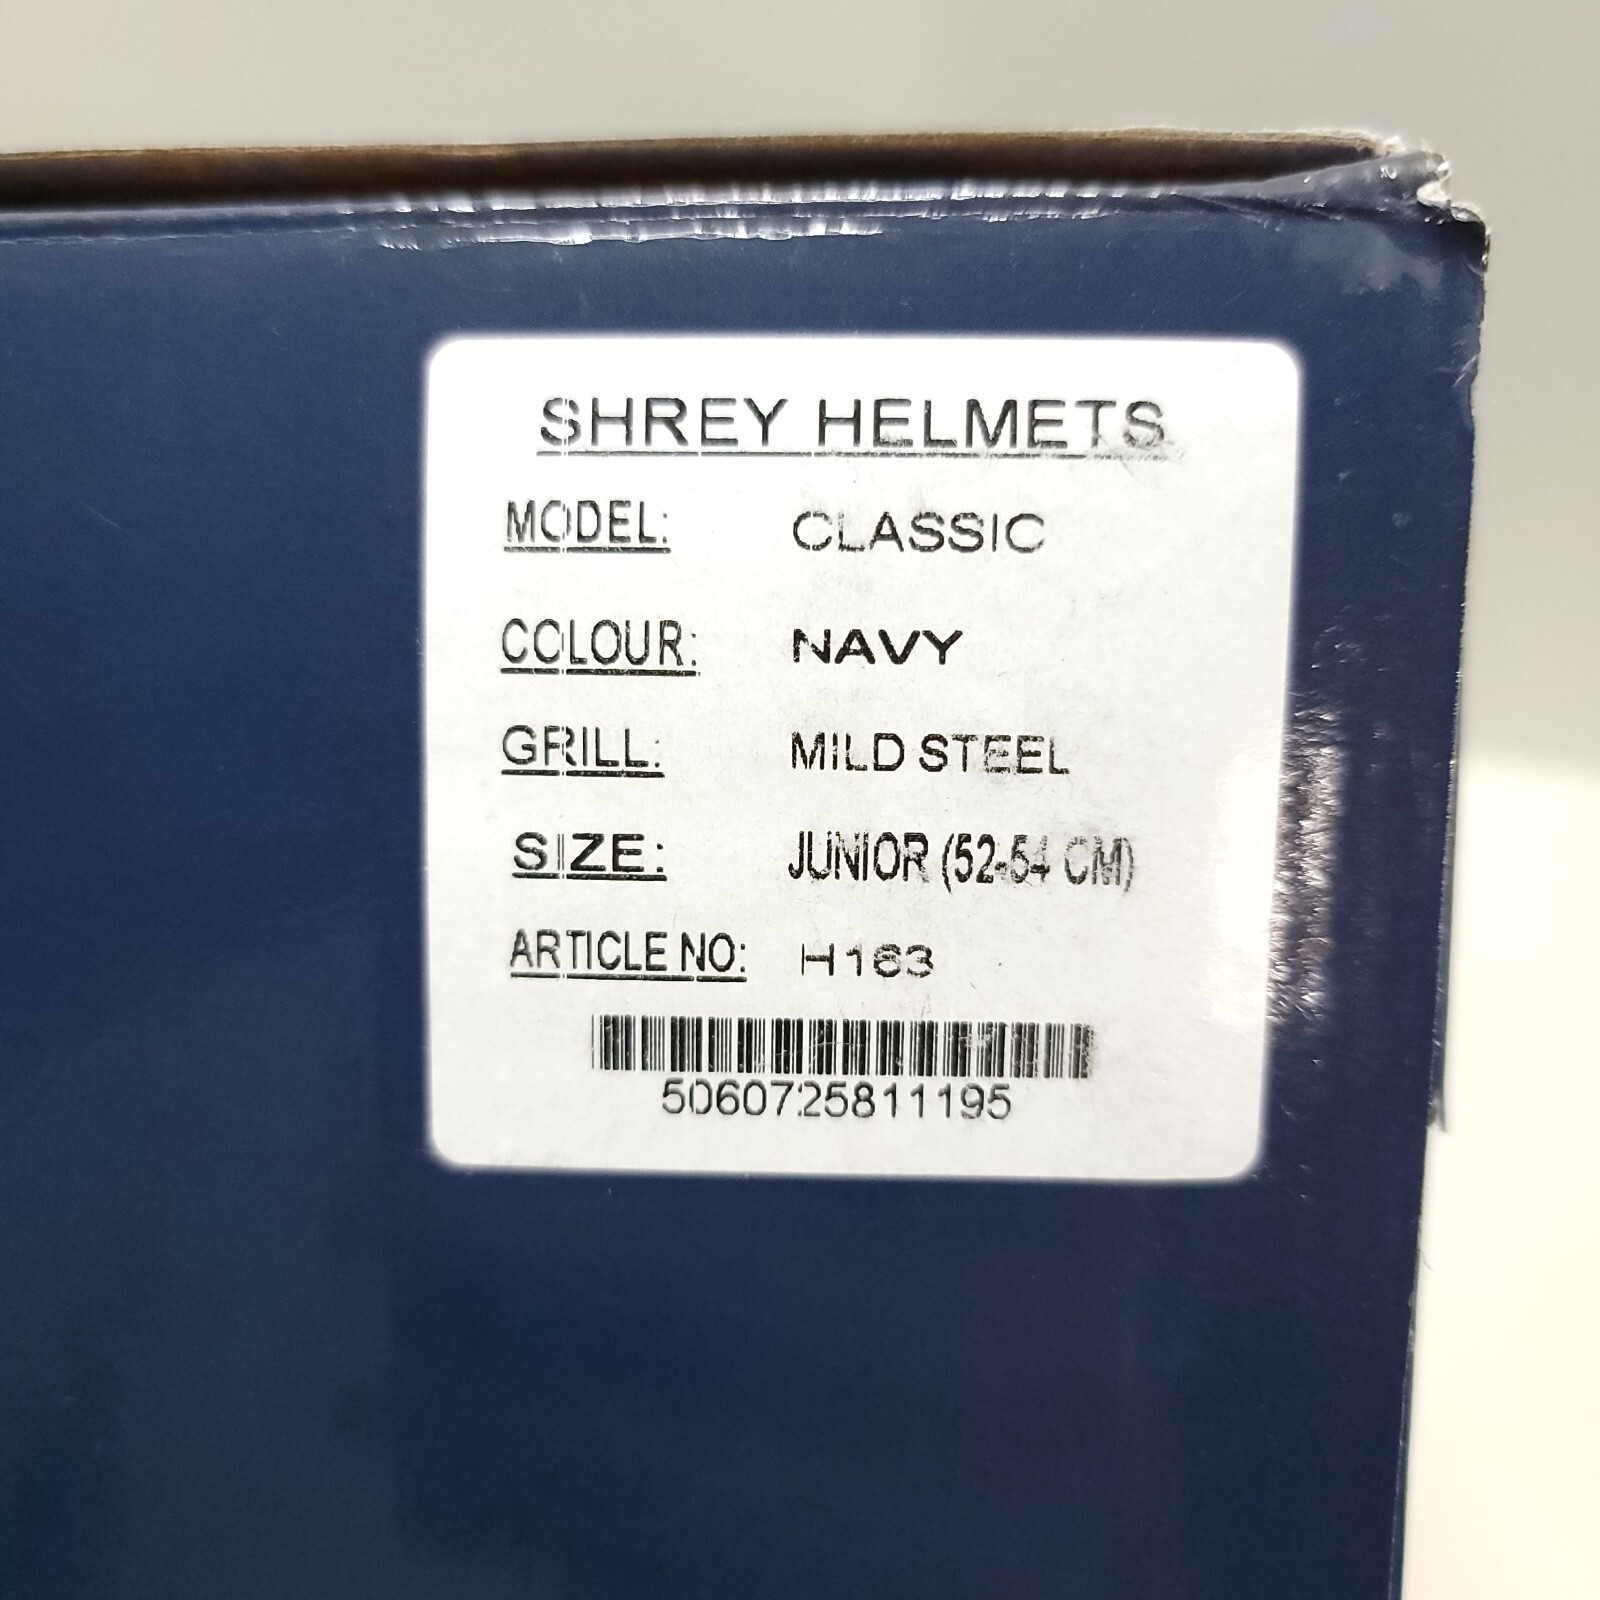 SHREY HELMETS
MODEL: CLASSIC
COLOUR: NAVY
GRILL: MILD STEEL
SIZE: JUNIOR (52-54 CM)
ARTICLE NO: H163
5060725811195